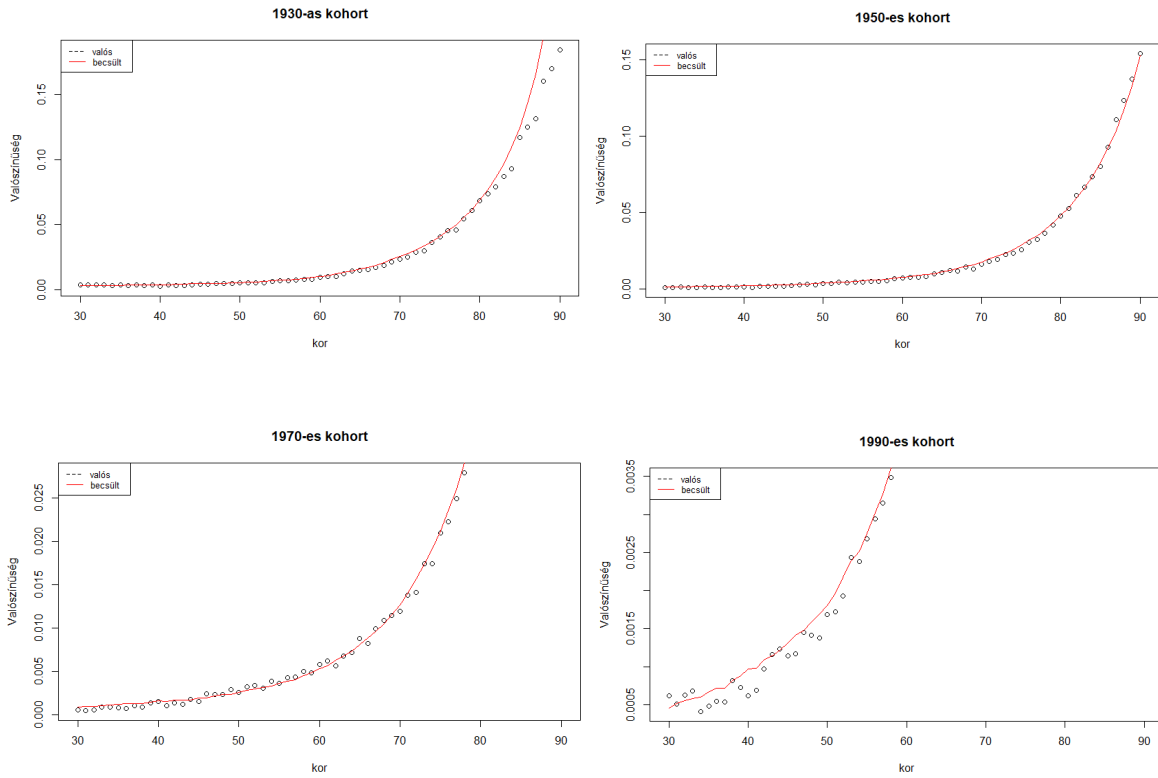 1930-as kohort
valós
becsült
Valószínüség
0.00
0.05
0.10
0.15
30 40 50 60 70 80 90
kor
1950-es kohort
valós
becsült
Valószínüség
0.00
0.05
0.10
0.15
30 40 50 60 70 80 90
kor
1970-es kohort
valós
becsült
Valószínüség
0.000
0.005
0.010
0.015
0.020
0.025
30 40 50 60 70 80 90
kor
1990-es kohort
valós
becsült
Valószínüség
0.0005
0.0015
0.0025
0.0035
30 40 50 60 70 80 90
kor